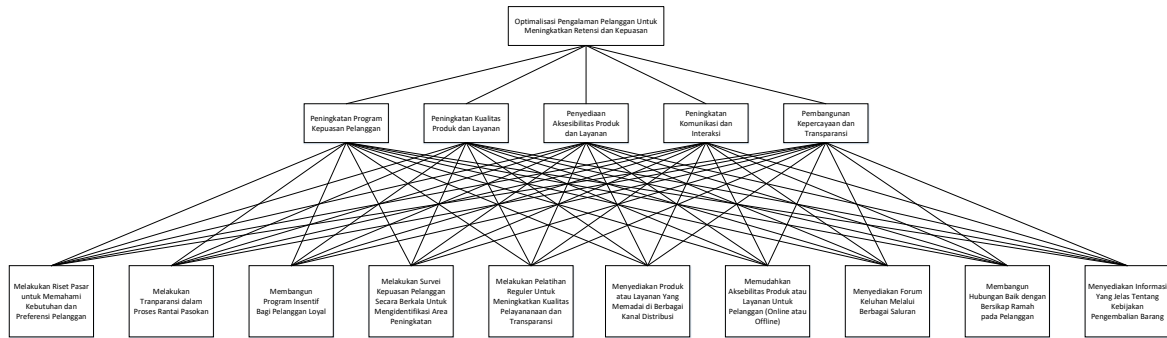 Optimalisasi Pengalaman Pelanggan Untuk
Meningkatkan Retensi dan Kepuasan
Peningkatan Program
Kepuasan Pelanggan
Peningkatan Kualitas
Produk dan Layanan
Penyediaan
Aksesibilitas Produk
dan Layanan
Peningkatan
Komunikasi dan
Interaksi
Pembangunan
Kepercayaan dan
Transparansi
Melakukan Riset Pasar
untuk Memahami
Kebutuhan dan
Preferensi Pelanggan
Melakukan
Tranparansi dalam
Proses Rantai Pasokan
Membangun
Program Insentif
Bagi Pelanggan Loyal
Melakukan Survei
Kepuasan Pelanggan
Secara Berkala Untuk
Mengidentifikasi Area
Peningkatan
Melakukan Pelatihan
Reguler Untuk
Meningkatkan Kualitas
Pelayananaan dan
Transparansi
Menyediakan Produk
atau Layanan Yang
Memadai di Berbagai
Kanal Distribusi
Memudahkan
Aksebilitas Produk atau
Layanan Untuk
Pelanggan (Online atau
Offline)
Menyediakan Forum
Keluhan Melalui
Berbagai Saluran
Membangun
Hubungan Baik dengan
Bersikap Ramah
pada Pelanggan
Menyediakan Informasi
Yang Jelas Tentang
Kebijakan
Pengembalian Barang